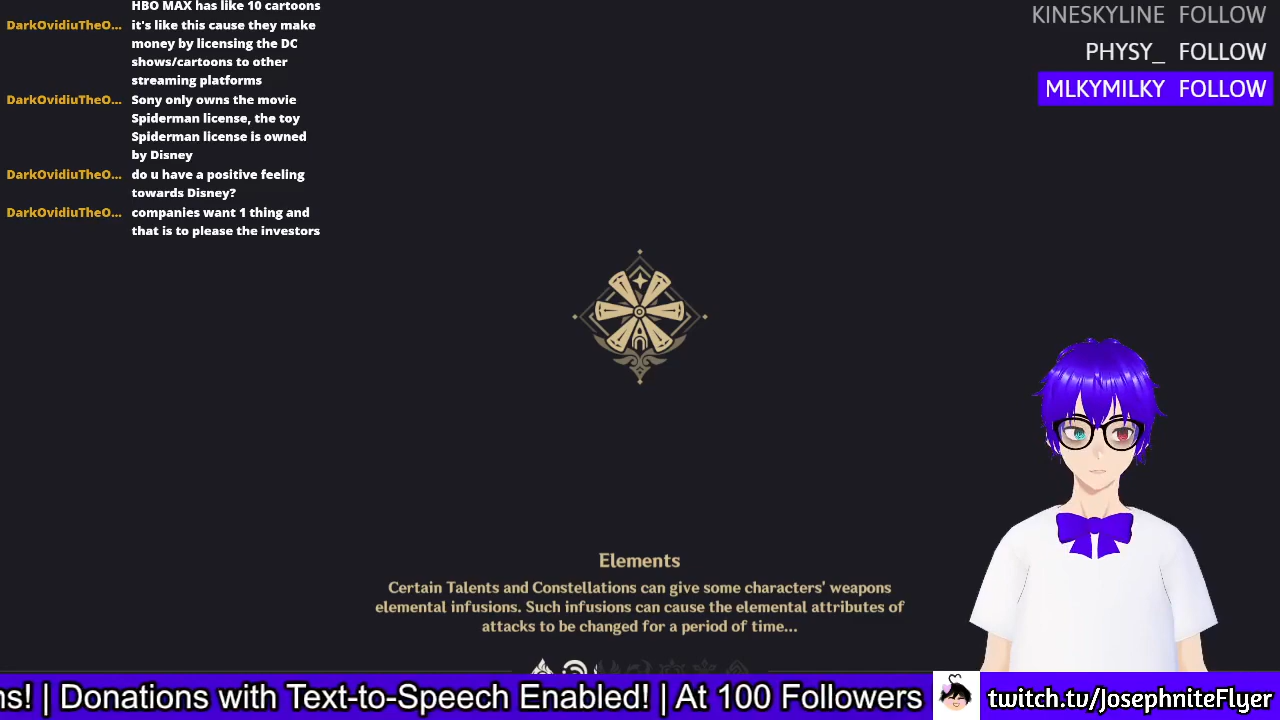 HBO MAX has like 10 cartoons
DarkOvidiuTheO... it's like this cause they make
money by licensing the DC
shows/cartoons to other
streaming platforms
DarkOvidiuTheO... Sony only owns the movie
Spiderman license, the toy
Spiderman license is owned
by Disney
DarkOvidiuTheO... do u have a positive feeling
towards Disney?
DarkOvidiuTheO... companies want 1 thing and
that is to please the investors
KINESKYLINE FOLLOW
PHYSY_ FOLLOW
MLKYMILKY FOLLOW
Elements
Certain Talents and Constellations can give some characters' weapons
elemental infusions. Such infusions can cause the elemental attributes of
attacks to be changed for a period of time...
ns! | Donations with Text-to-Speech Enabled! | At 100 Followers
twitch.tv/JosephniteFlyer